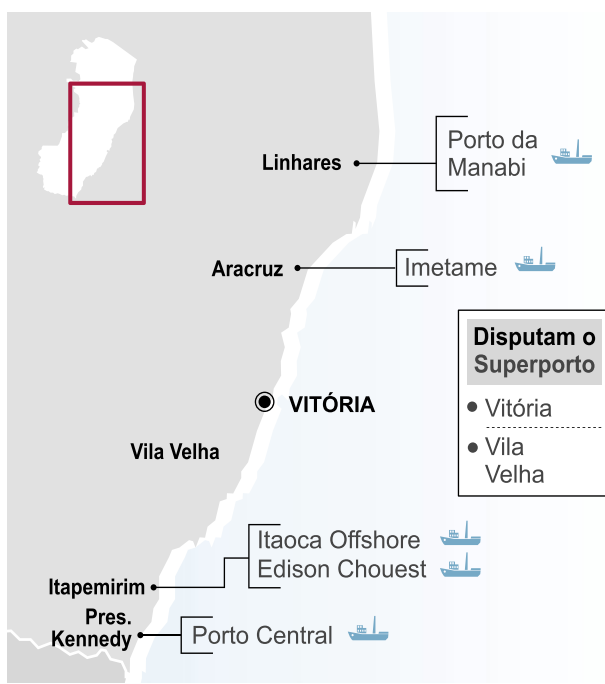 Linhares
Porto da
Manabi
Aracruz
Imetame
Disputam o
Superporto
Vitória
Vila
Velha
VITÓRIA
Vila Velha
Itaoca Offshore
Edison Chouest
Itapemirim
Pres.
Kennedy
Porto Central